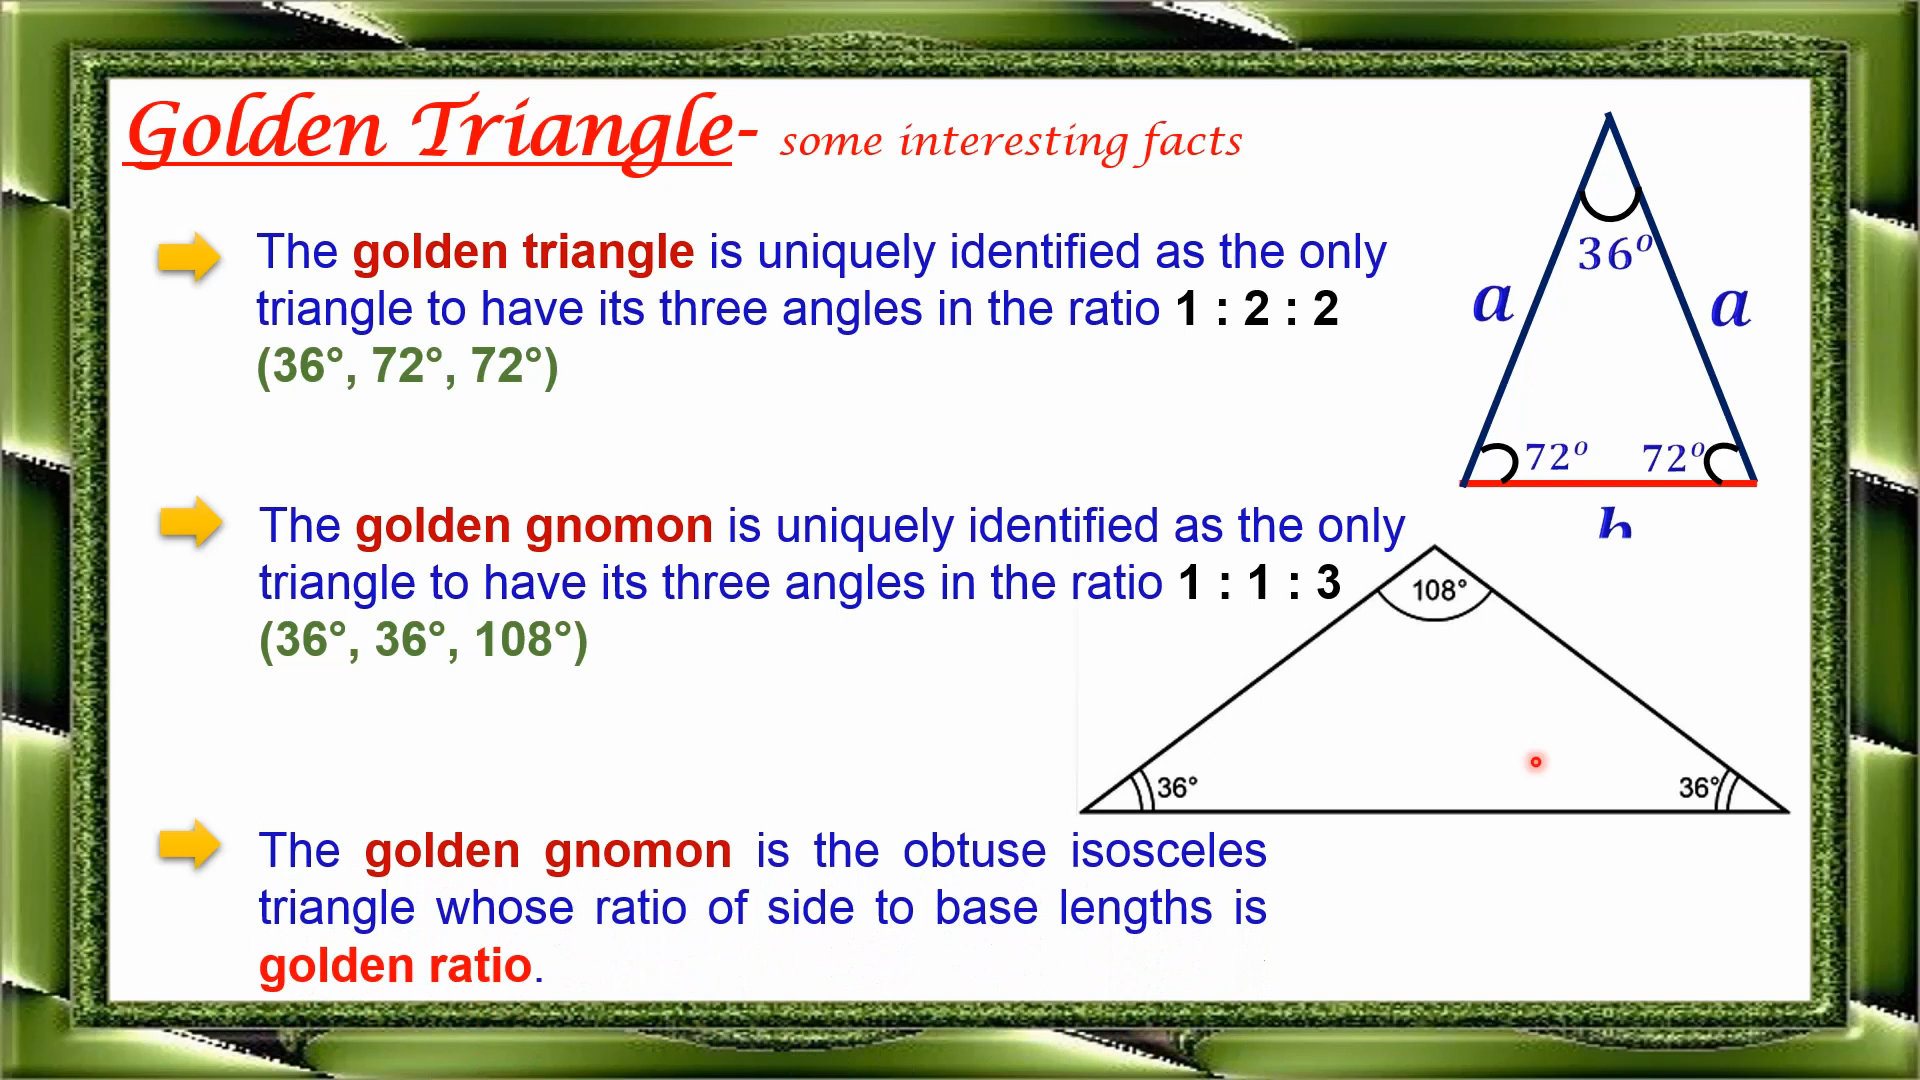 Golden Triangle- some interesting facts
The golden triangle is uniquely identified as the only
triangle to have its three angles in the ratio 1 : 2 : 2
(36°, 72°, 72°)
36º
a
a
72º
72º
b
The golden gnomon is uniquely identified as the only
triangle to have its three angles in the ratio 1 : 1 : 3
(36°, 36°, 108°)
108°
36°
36°
The golden gnomon is the obtuse isosceles
triangle whose ratio of side to base lengths is
golden ratio.